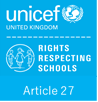 unicef
UNITED KINGDOM
RIGHTS
RESPECTING
SCHOOLS
Article 27